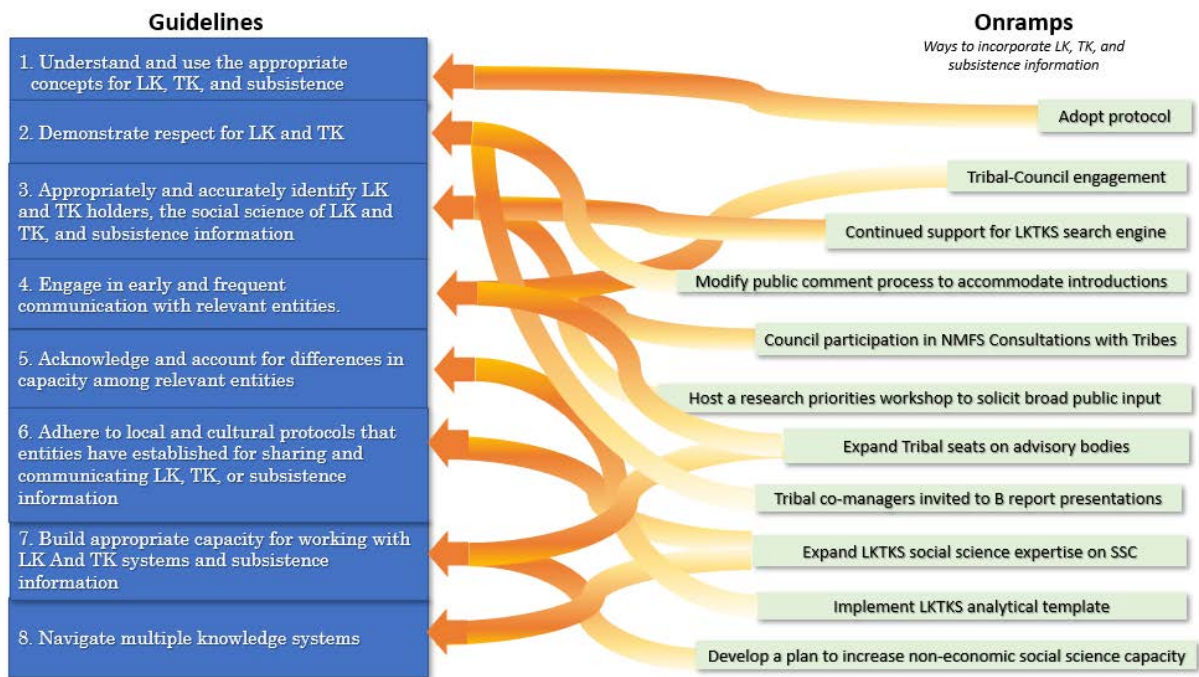 Guidelines
1. Understand and use the appropriate
concepts for LK, TK, and subsistence
2. Demonstrate respect for LK and TK
3. Appropriately and accurately identify LK
and TK holders, the social science of LK and
TK, and subsistence information
4. Engage in early and frequent
communication with relevant entities.
5. Acknowledge and account for differences in
capacity among relevant entities
6. Adhere to local and cultural protocols that
entities have established for sharing and
communicating LK, TK, or subsistence
information
7. Build appropriate capacity for working with
LK And TK systems and subsistence
information
8. Navigate multiple knowledge systems
Onramps
Ways to incorporate LK, TK, and
subsistence information
Adopt protocol
Tribal-Council engagement
Continued support for LKTKS search engine
Modify public comment process to accommodate introductions
Council participation in NMFS Consultations with Tribes
Host a research priorities workshop to solicit broad public input
Expand Tribal seats on advisory bodies
Tribal co-managers invited to B report presentations
Expand LKTKS social science expertise on SSC
Implement LKTKS analytical template
Develop a plan to increase non-economic social science capacity